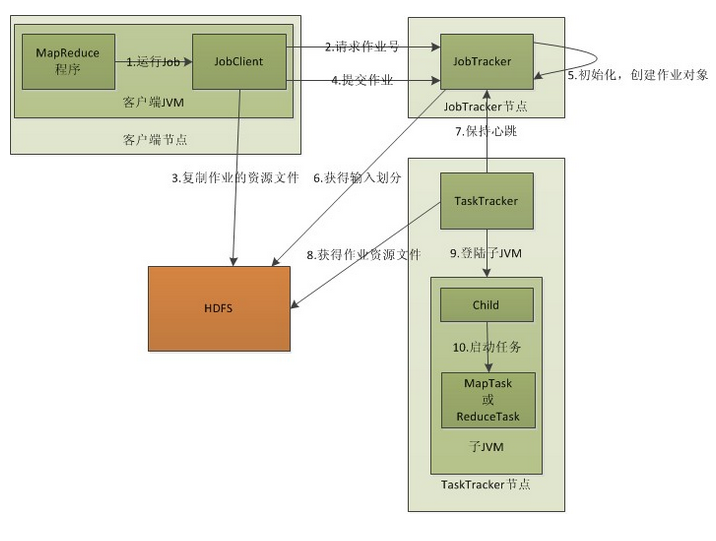 MapReduce
程序
1.运行Job
JobClient
客户端JVM
客户端节点
2.请求作业号
4.提交作业
JobTracker
JobTracker节点
5.初始化，创建作业对象
7.保持心跳
3.复制作业的资源文件
6.获得输入划分
TaskTracker
8.获得作业资源文件
9.登陆子JVM
HDFS
Child
10.启动任务
MapTask
或
ReduceTask
子JVM
TaskTracker节点